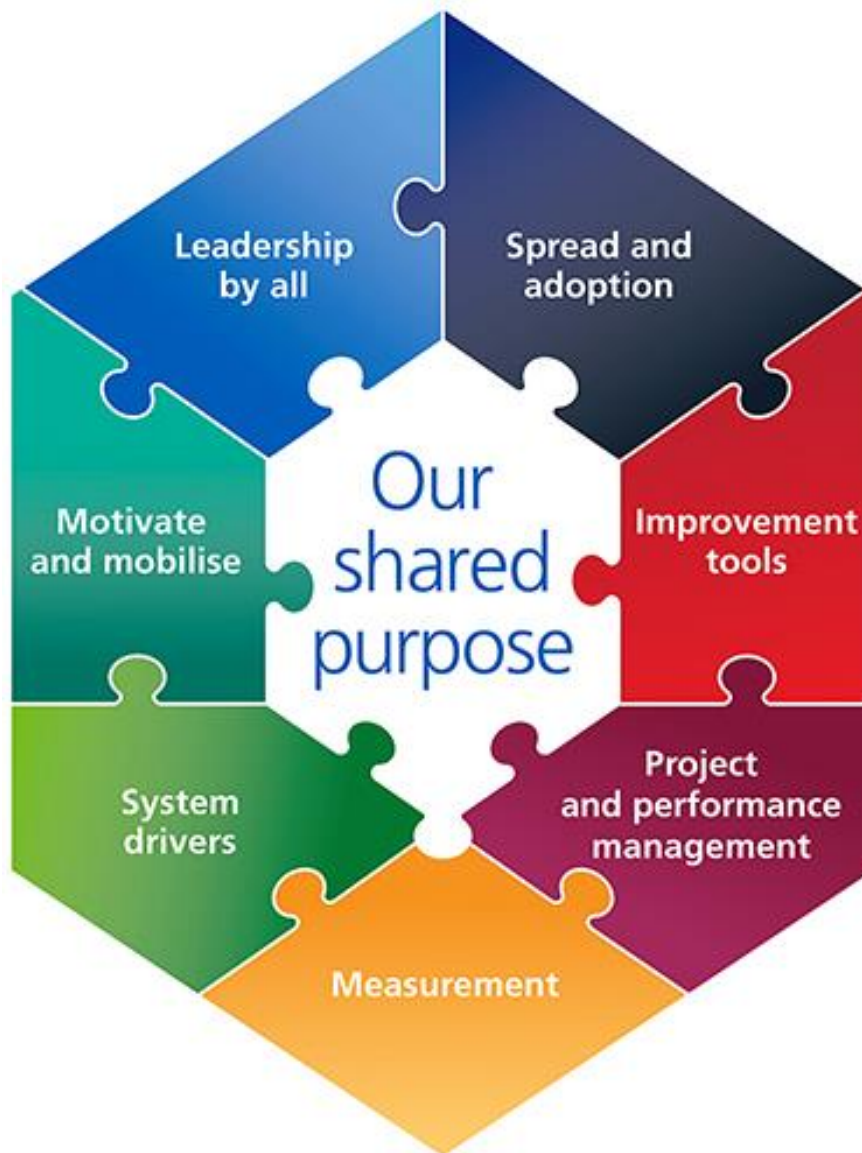 Leadership
by all
Spread and
adoption
Motivate
and mobilise
Our
shared
purpose
Improvement
tools
System
drivers
Project
and performance
management
Measurement